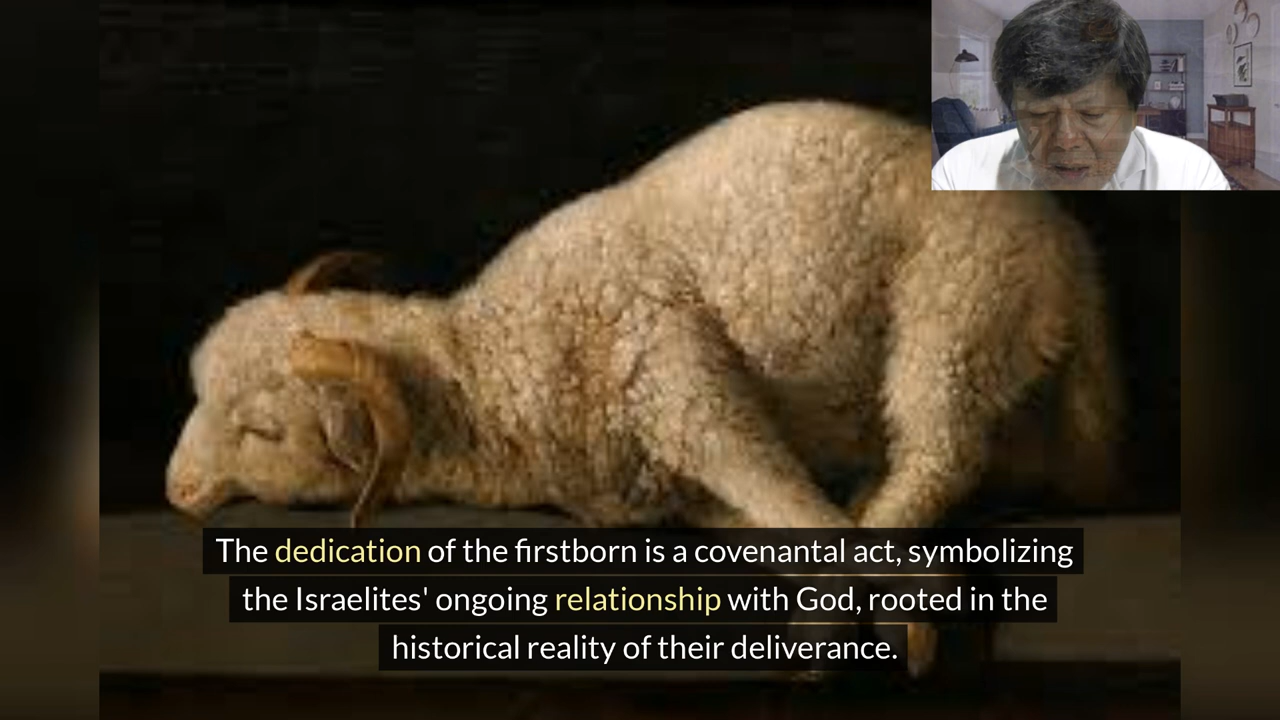 The dedication of the firstborn is a covenantal act, symbolizing
the Israelites' ongoing relationship with God, rooted in the
historical reality of their deliverance.